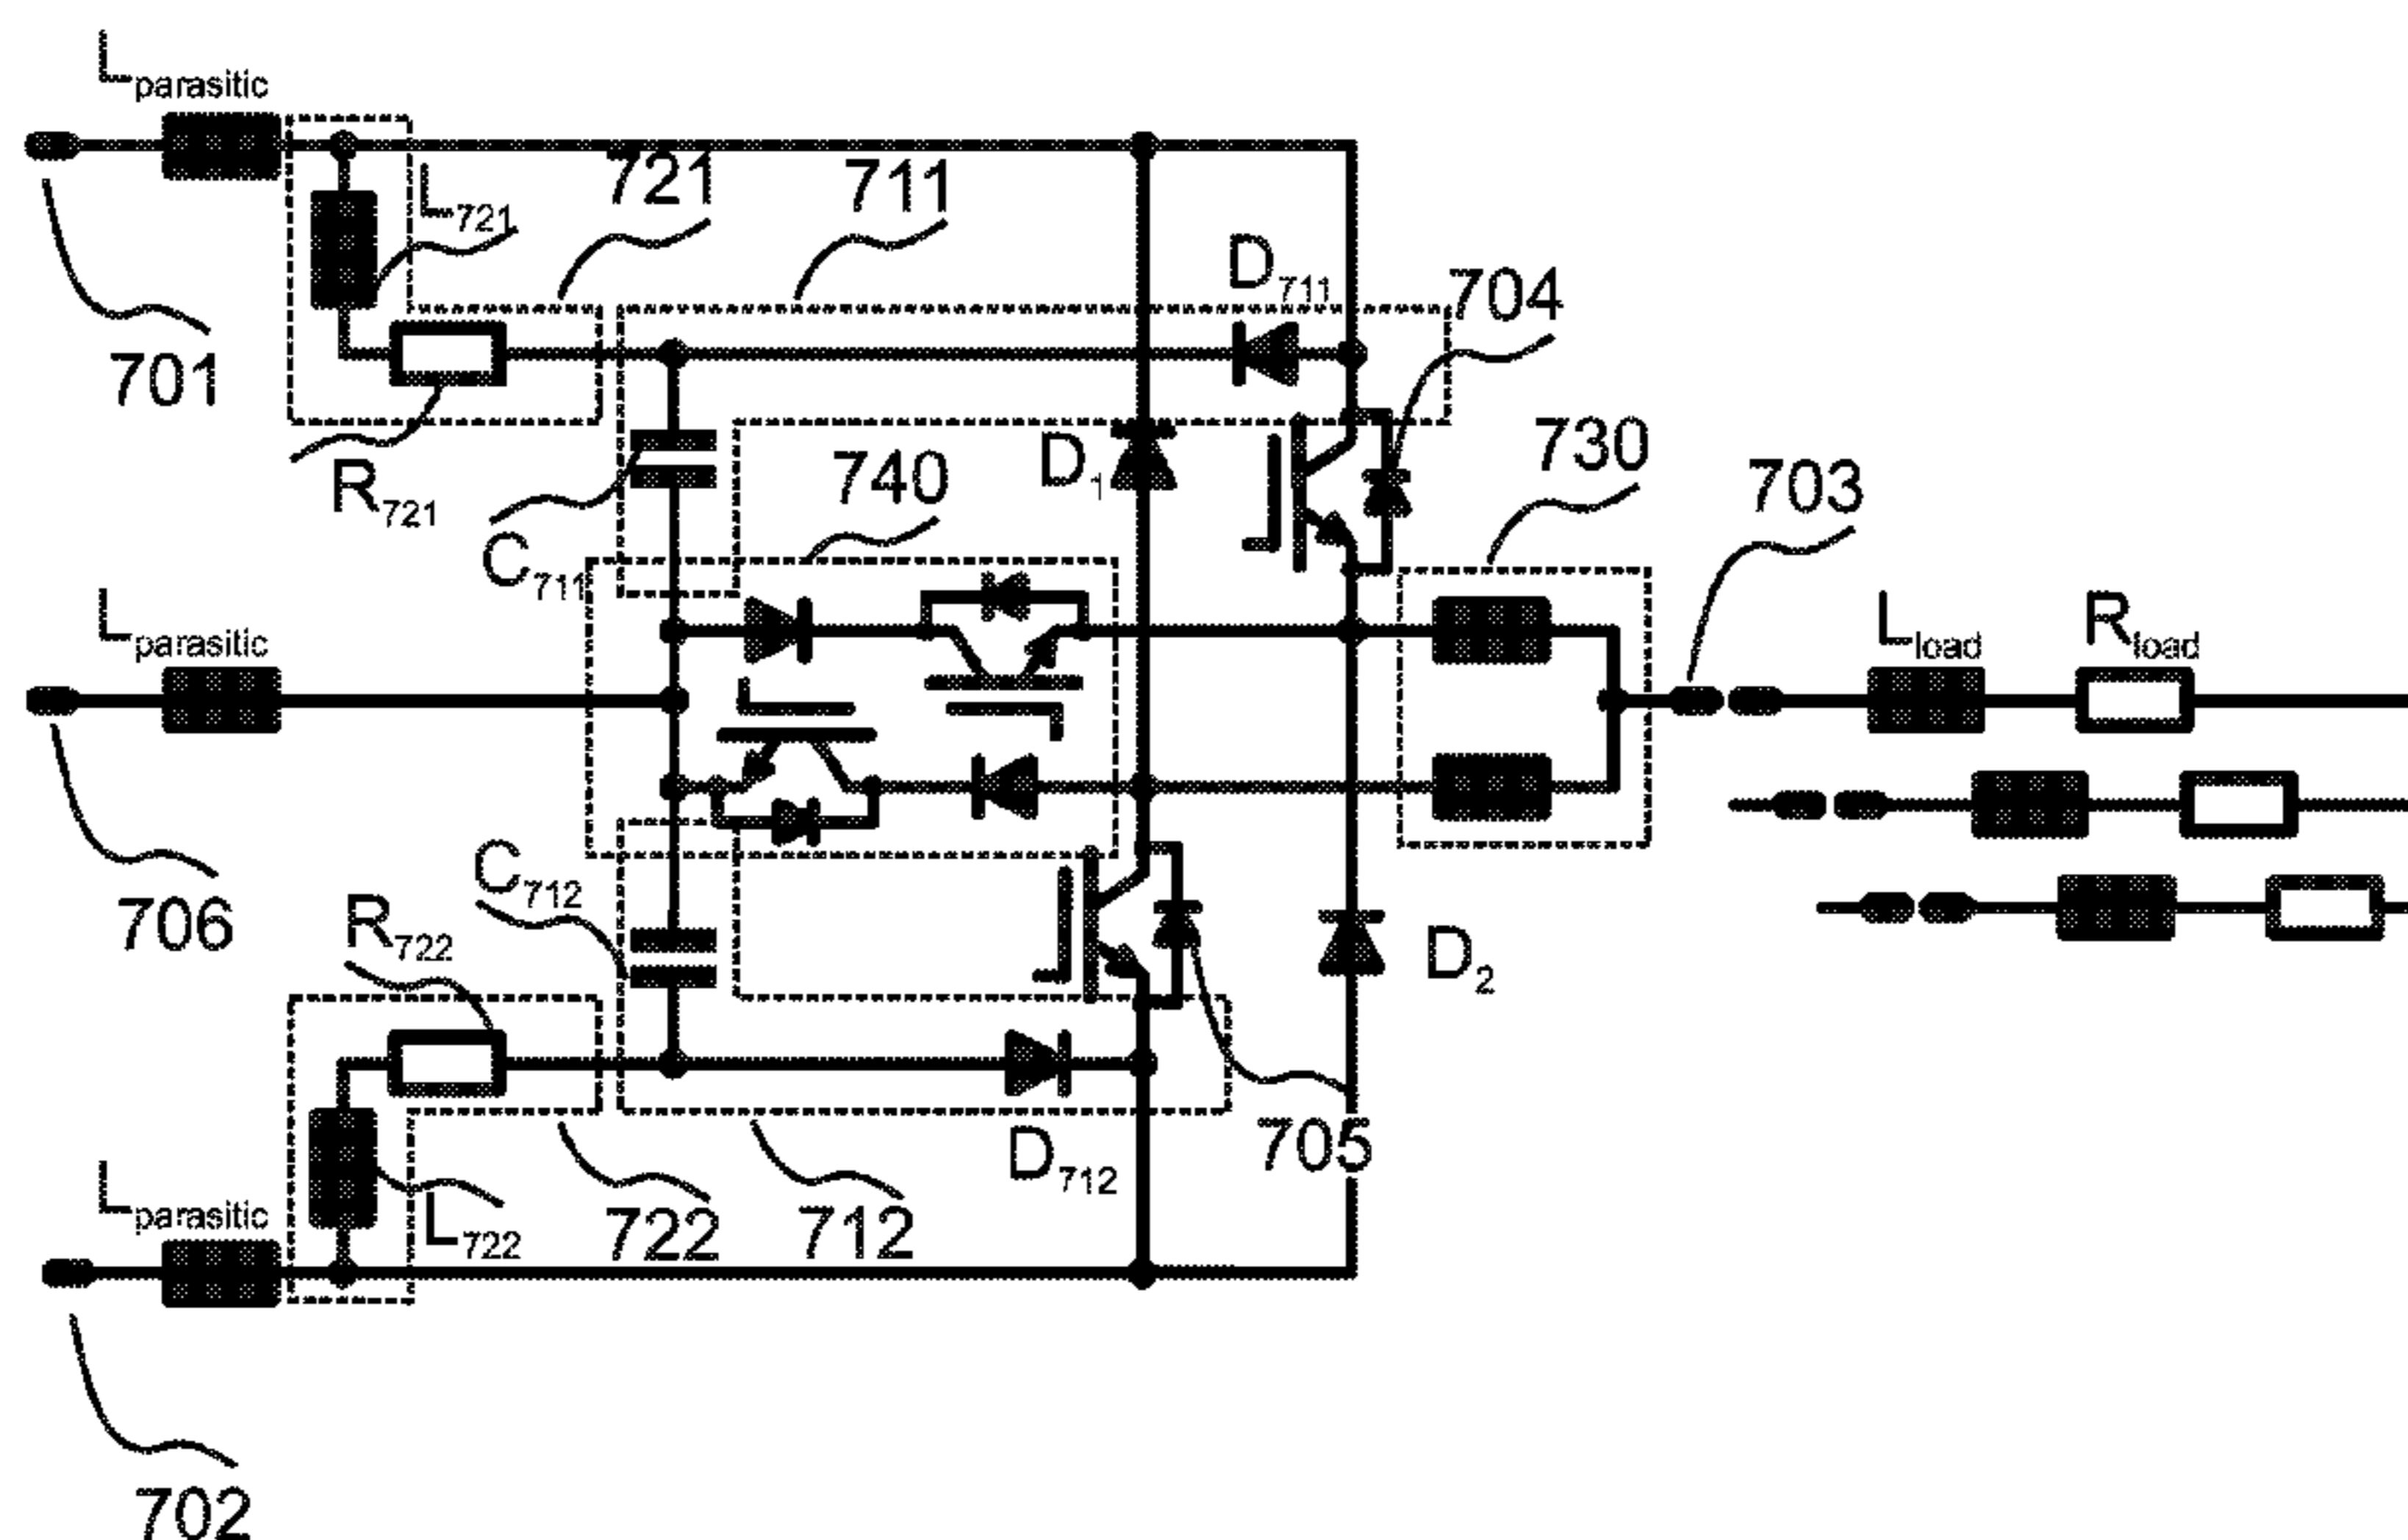 Lparasitic
721
711
L721
D711
704
701
730
D1
740
703
R721
C711
Lparasitic
Lload
Rload
C712
R722
706
D2
705
D712
Lparasitic
L722
722
712
702